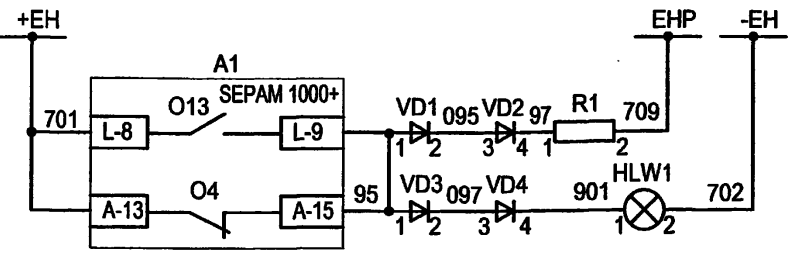 +EH EHP -EH
A1
O13 SEPAM 1000+
701 L-8 L-9 VD1 095 VD2 97 R1 709
1 2 3 4 1 2
A-13 O4 A-15 95 VD3 097 VD4 901 HLW1 702
1 2 3 4 1 2